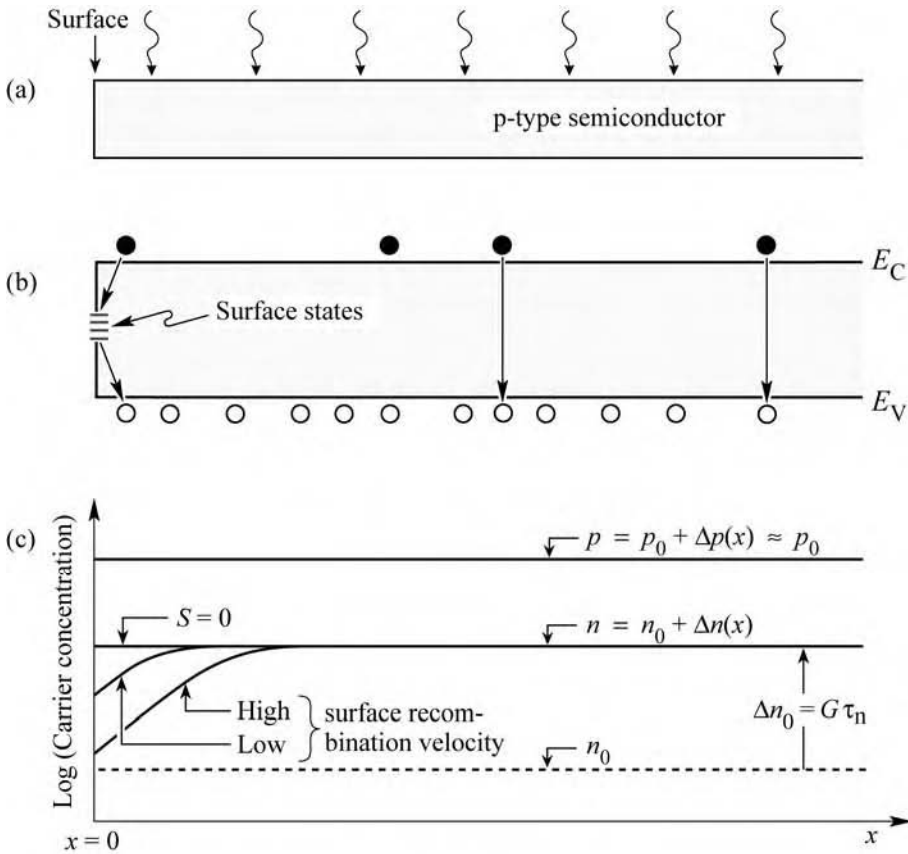 Surface
(a)
p-type semiconductor
(b)
E_C
Surface states
E_V
(c)
Log (Carrier concentration)
p = p_0 + Δp(x) ≈ p_0
S = 0
n = n_0 + Δn(x)
High
Low
surface recom-
bination velocity
Δn_0 = G τ_n
n_0
x = 0
x